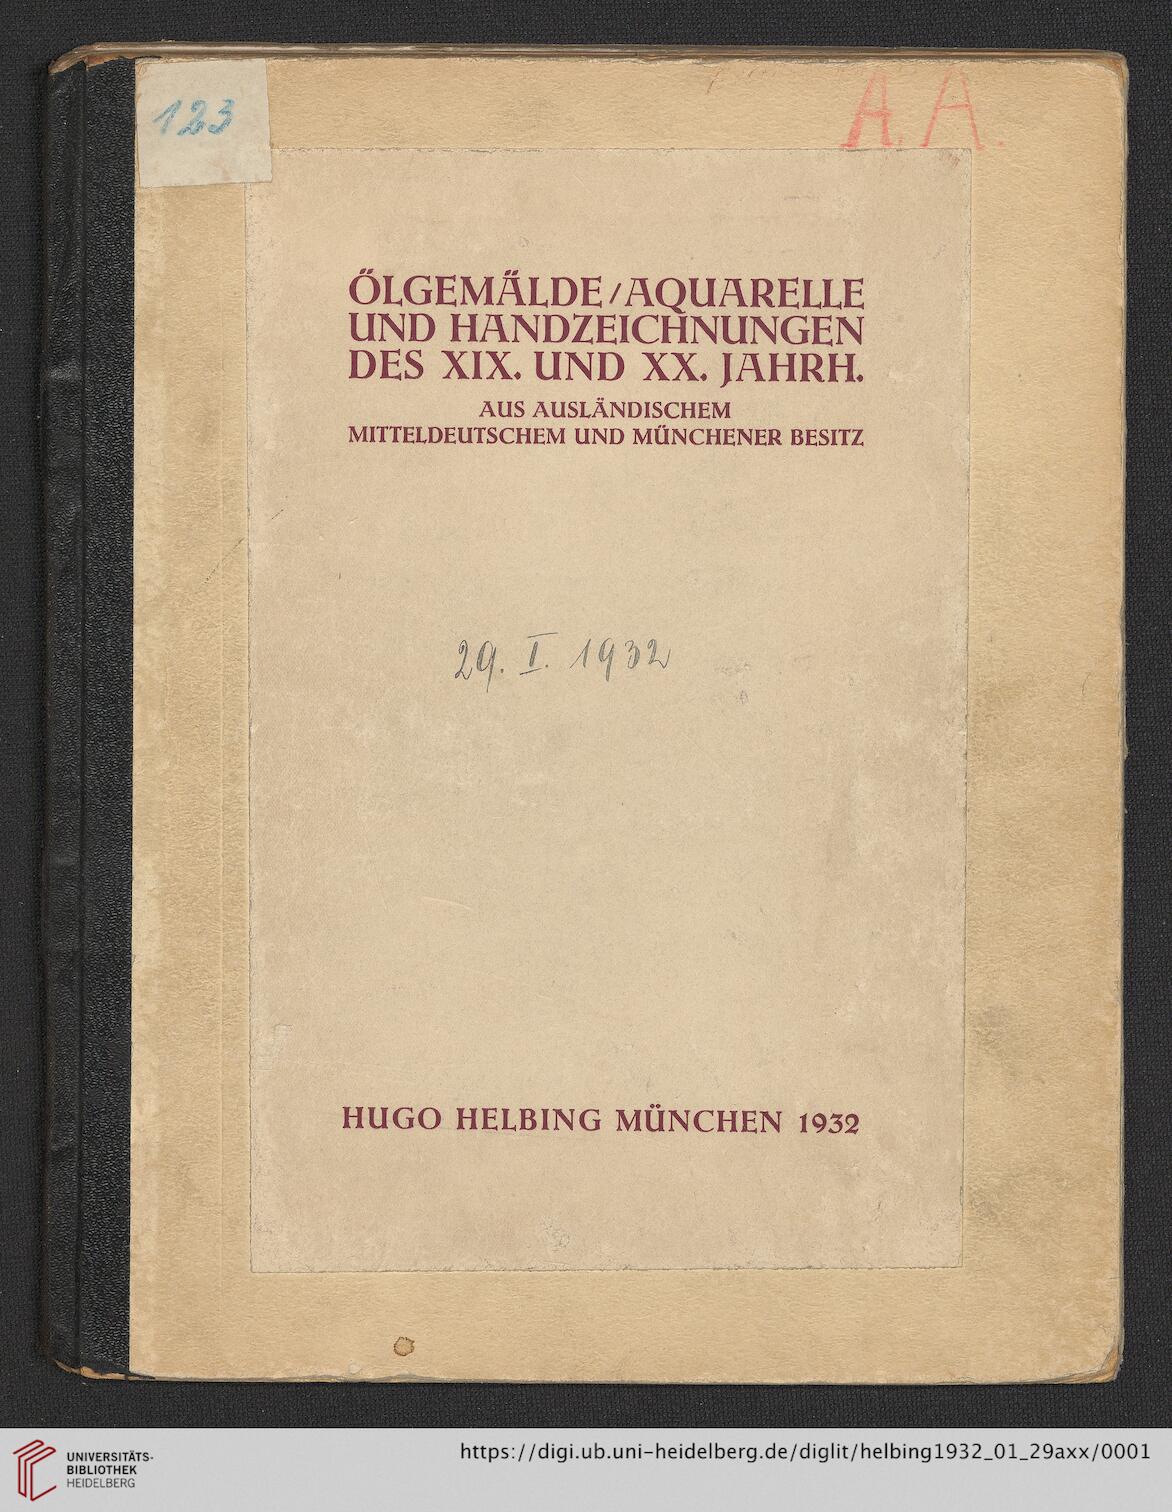 123
A. A.
ÖLGEMÄLDE/AQUARELLE
UND HANDZEICHNUNGEN
DES XIX. UND XX. JAHRH.
AUS AUSLÄNDISCHEM
MITTELDEUTSCHEM UND MÜNCHENER BESITZ
29. I. 1932
HUGO HELBING MÜNCHEN 1932
UNIVERSITÄTS-
BIBLIOTHEK
HEIDELBERG
https://digi.ub.uni-heidelberg.de/diglit/helbing1932_01_29axx/0001